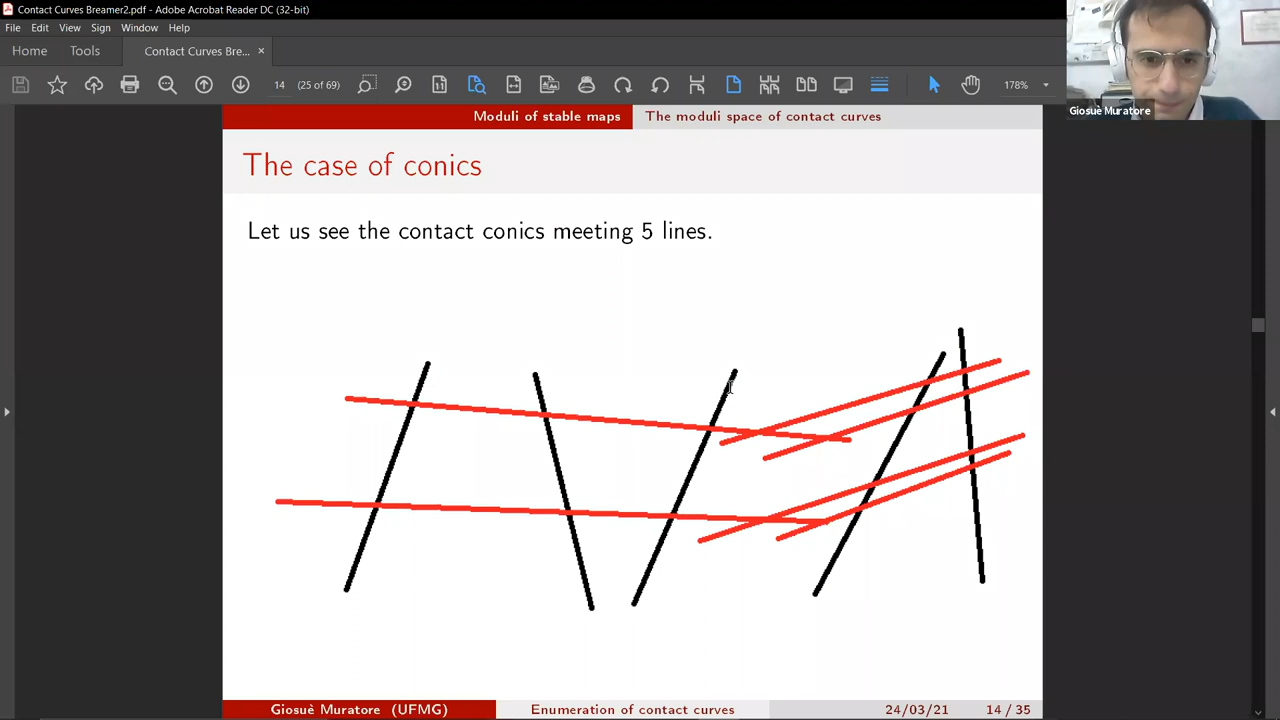 Contact Curves Breamer2.pdf - Adobe Acrobat Reader DC (32-bit)
File Edit View Sign Window Help
Home Tools Contact Curves Brea... ×
14 (25 of 69) 178%
Giosuè Muratore
Moduli of stable maps The moduli space of contact curves
The case of conics
Let us see the contact conics meeting 5 lines.
Giosuè Muratore (UFMG) Enumeration of contact curves 24/03/21 14 / 35